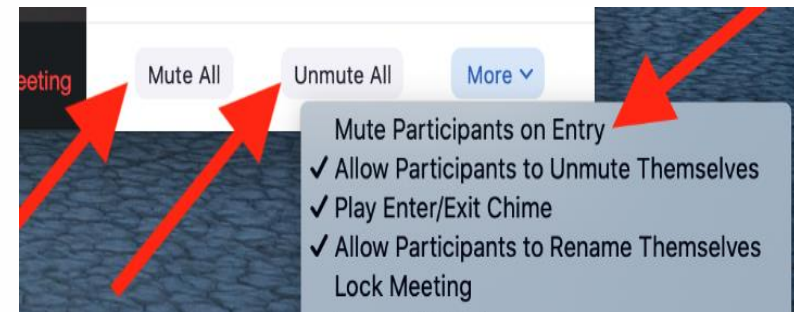 eeting Mute All Unmute All More
Mute Participants on Entry
✓ Allow Participants to Unmute Themselves
✓ Play Enter/Exit Chime
✓ Allow Participants to Rename Themselves
Lock Meeting